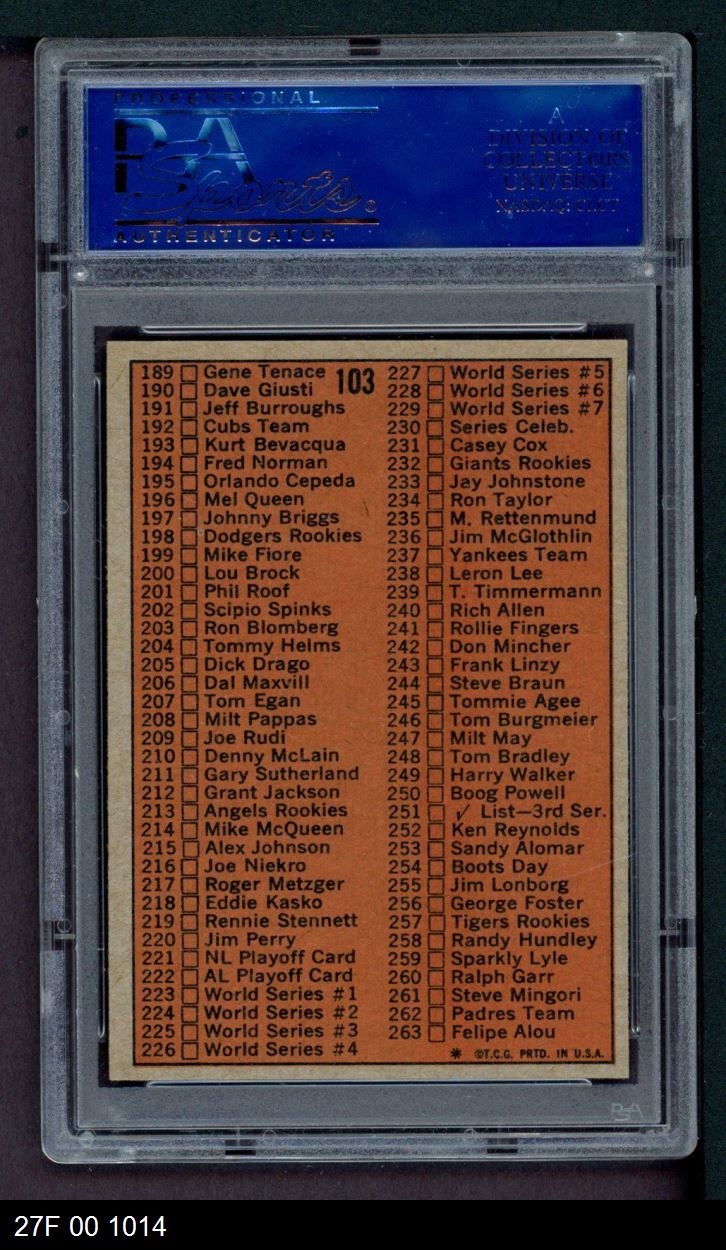 PROFESSIONAL
PSA
Sports
AUTHENTICATOR
A
DIVISION OF
COLLECTORS
UNIVERSE
NASDAQ: CLCT
103
189 Gene Tenace
190 Dave Giusti
191 Jeff Burroughs
192 Cubs Team
193 Kurt Bevacqua
194 Fred Norman
195 Orlando Cepeda
196 Mel Queen
197 Johnny Briggs
198 Dodgers Rookies
199 Mike Fiore
200 Lou Brock
201 Phil Roof
202 Scipio Spinks
203 Ron Blomberg
204 Tommy Helms
205 Dick Drago
206 Dal Maxvill
207 Tom Egan
208 Milt Pappas
209 Joe Rudi
210 Denny McLain
211 Gary Sutherland
212 Grant Jackson
213 Angels Rookies
214 Mike McQueen
215 Alex Johnson
216 Joe Niekro
217 Roger Metzger
218 Eddie Kasko
219 Rennie Stennett
220 Jim Perry
221 NL Playoff Card
222 AL Playoff Card
223 World Series #1
224 World Series #2
225 World Series #3
226 World Series #4
227 World Series #5
228 World Series #6
229 World Series #7
230 Series Celeb.
231 Casey Cox
232 Giants Rookies
233 Jay Johnstone
234 Ron Taylor
235 M. Rettenmund
236 Jim McGlothlin
237 Yankees Team
238 Leron Lee
239 T. Timmermann
240 Rich Allen
241 Rollie Fingers
242 Don Mincher
243 Frank Linzy
244 Steve Braun
245 Tommie Agee
246 Tom Burgmeier
247 Milt May
248 Tom Bradley
249 Harry Walker
250 Boog Powell
251 ✓ List—3rd Ser.
252 Ken Reynolds
253 Sandy Alomar
254 Boots Day
255 Jim Lonborg
256 George Foster
257 Tigers Rookies
258 Randy Hundley
259 Sparkly Lyle
260 Ralph Garr
261 Steve Mingori
262 Padres Team
263 Felipe Alou
* ©T.C.G. PRTD. IN U.S.A.
PSA
27F 00 1014